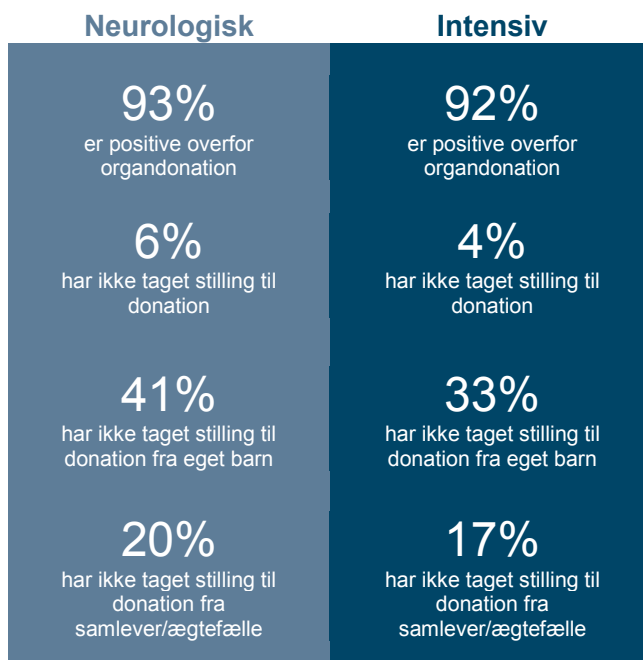 Neurologisk
93%
er positive overfor
organdonation
6%
har ikke taget stilling til
donation
41%
har ikke taget stilling til
donation fra eget barn
20%
har ikke taget stilling til
donation fra
samlever/ægtefælle
Intensiv
92%
er positive overfor
organdonation
4%
har ikke taget stilling til
donation
33%
har ikke taget stilling til
donation fra eget barn
17%
har ikke taget stilling til
donation fra
samlever/ægtefælle